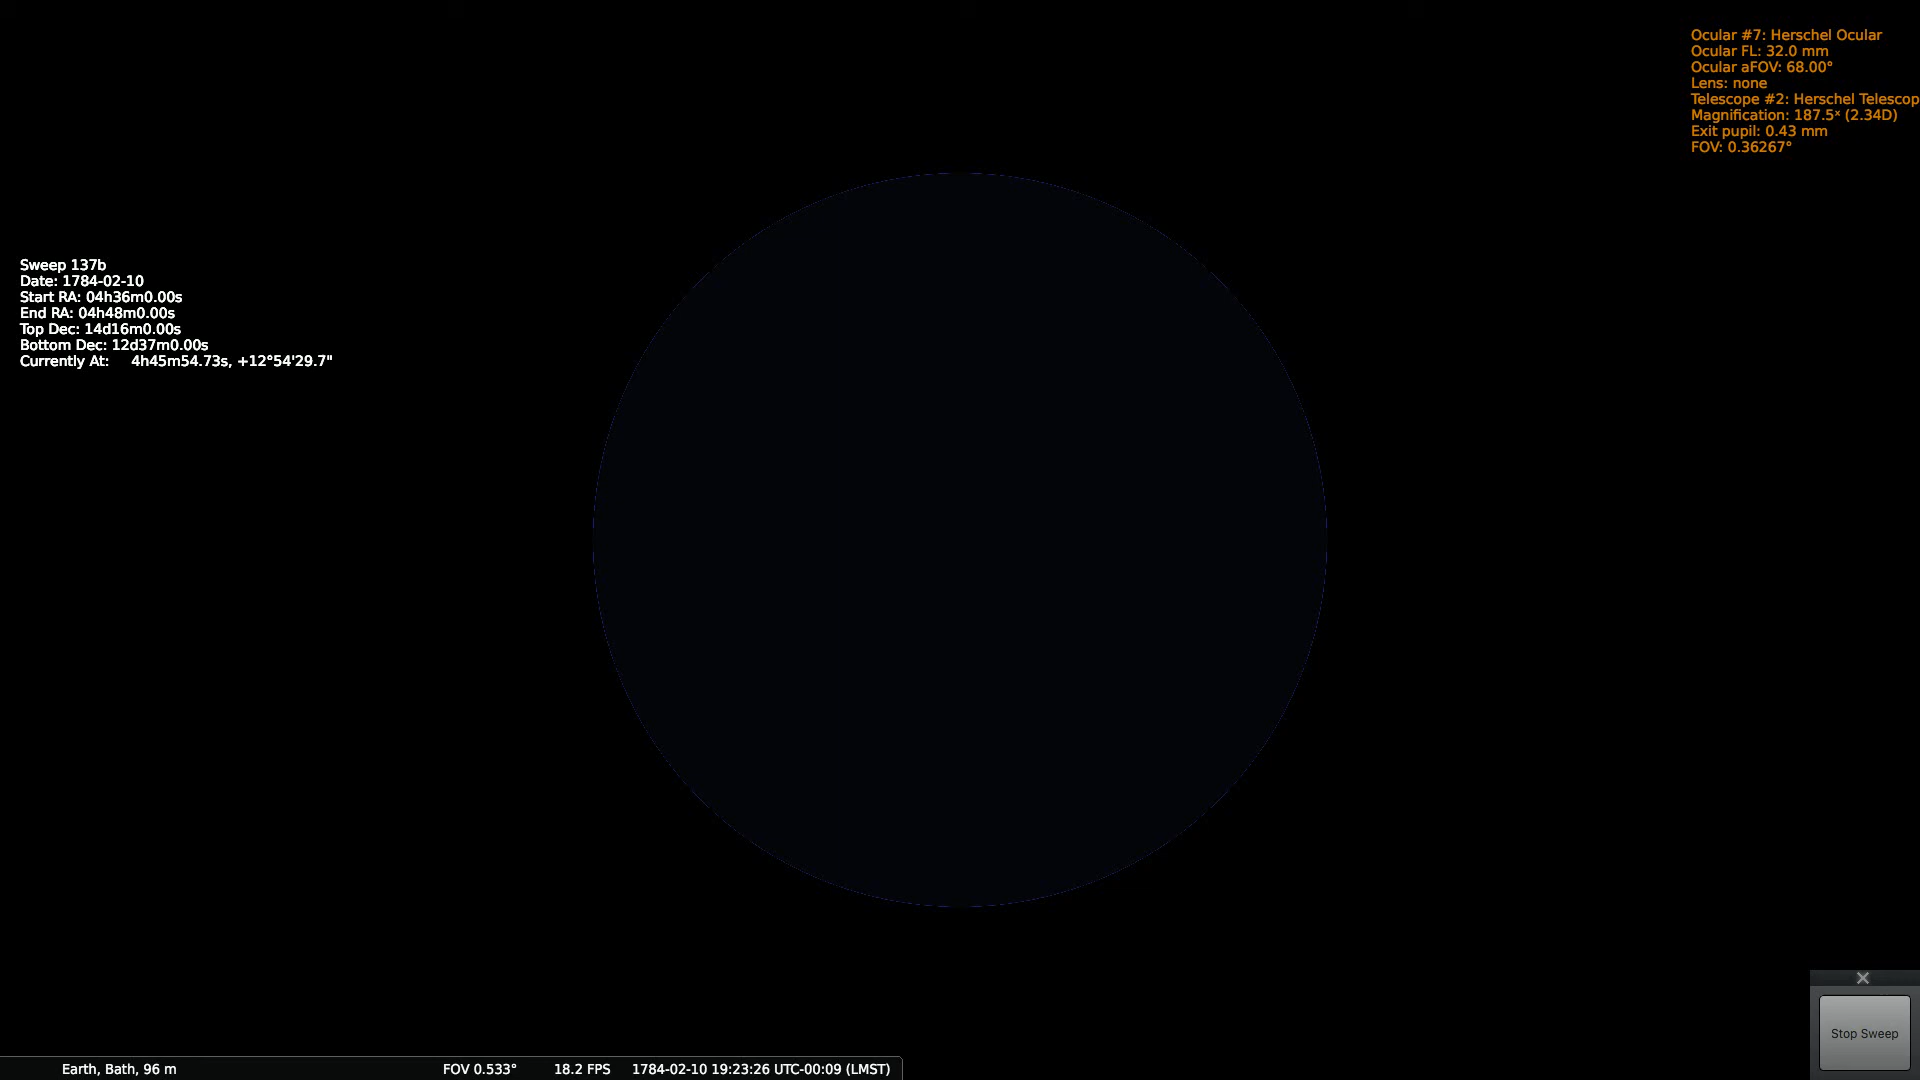 Ocular #7: Herschel Ocular
Ocular FL: 32.0 mm
Ocular aFOV: 68.00°
Lens: none
Telescope #2: Herschel Telescop
Magnification: 187.5ˣ (2.34D)
Exit pupil: 0.43 mm
FOV: 0.36267°
Sweep 137b
Date: 1784-02-10
Start RA: 04h36m0.00s
End RA: 04h48m0.00s
Top Dec: 14d16m0.00s
Bottom Dec: 12d37m0.00s
Currently At: 4h45m54.73s, +12°54'29.7"
Stop Sweep
Earth, Bath, 96 m FOV 0.533° 18.2 FPS 1784-02-10 19:23:26 UTC-00:09 (LMST)